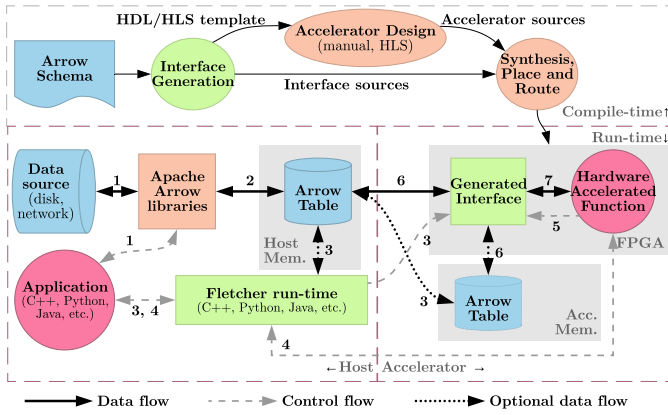 HDL/HLS template
Accelerator Design
(manual, HLS)
Accelerator sources
Arrow
Schema
Interface
Generation
Interface sources
Synthesis,
Place and
Route
Compile-time↑
Run-time↓
Data
source
(disk,
network)
1
Apache
Arrow
libraries
2
Arrow
Table
6
Generated
Interface
7
Hardware
Accelerated
Function
5
FPGA
1
Host
Mem.
3
3
6
Application
(C++, Python,
Java, etc.)
3, 4
Fletcher run-time
(C++, Python, Java, etc.)
3
Arrow
Table
Acc.
Mem.
4
←Host Accelerator →
Data flow
Control flow
Optional data flow